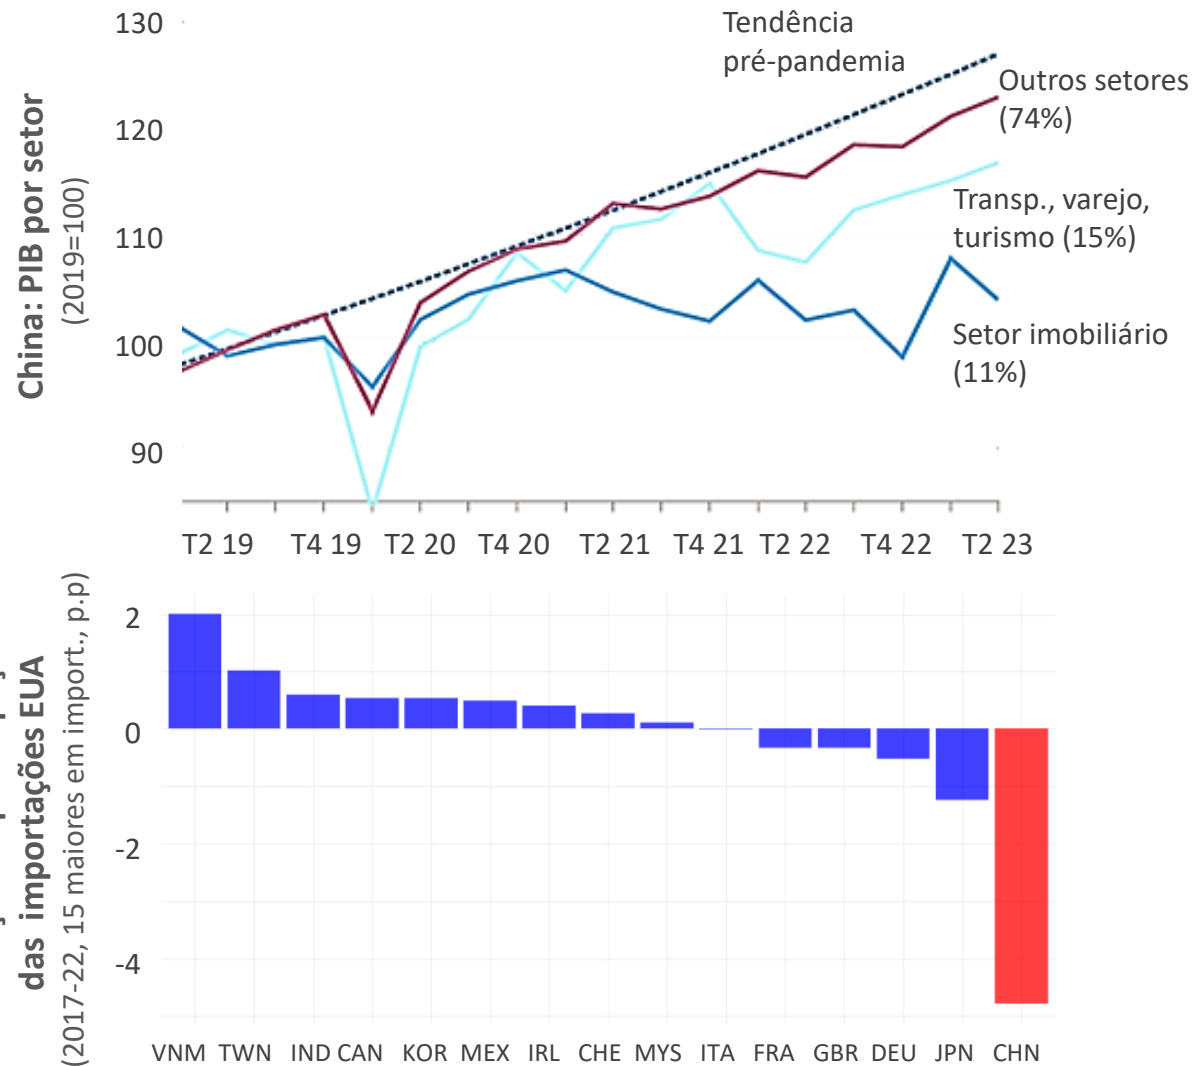 China: PIB por setor
(2019=100)
130
120
110
100
90
Tendência
pré-pandemia
Outros setores
(74%)
Transp., varejo,
turismo (15%)
Setor imobiliário
(11%)
T2 19 T4 19 T2 20 T4 20 T2 21 T4 21 T2 22 T4 22 T2 23
das importações EUA
(2017-22, 15 maiores em import., p.p)
2
0
-2
-4
VNM TWN IND CAN KOR MEX IRL CHE MYS ITA FRA GBR DEU JPN CHN